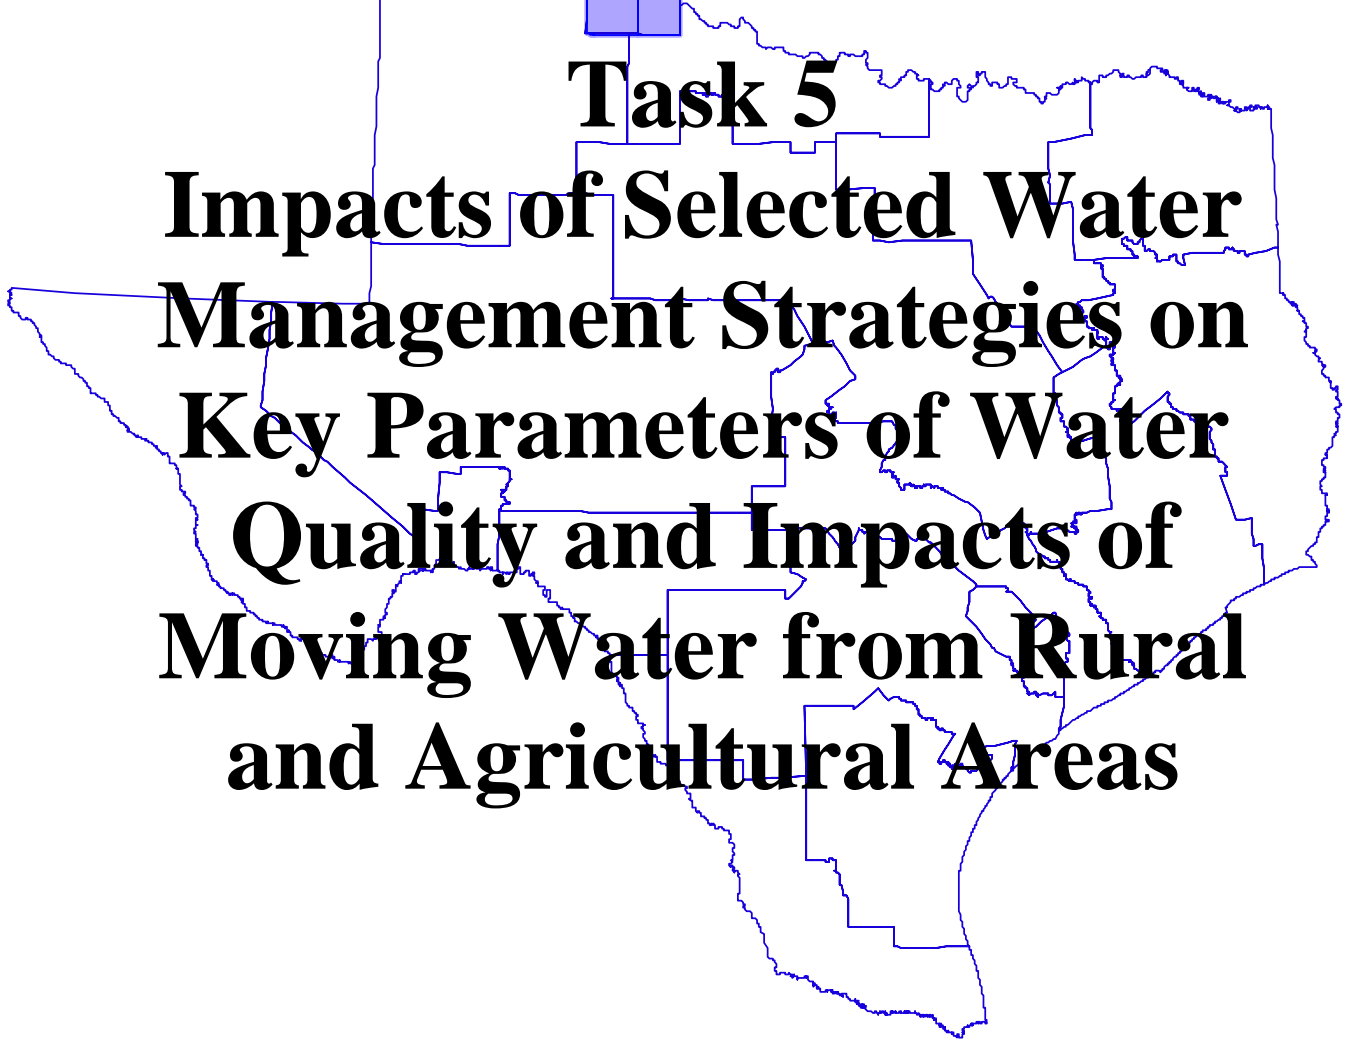 Task 5
Impacts of Selected Water
Management Strategies on
Key Parameters of Water
Quality and Impacts of
Moving Water from Rural
and Agricultural Areas